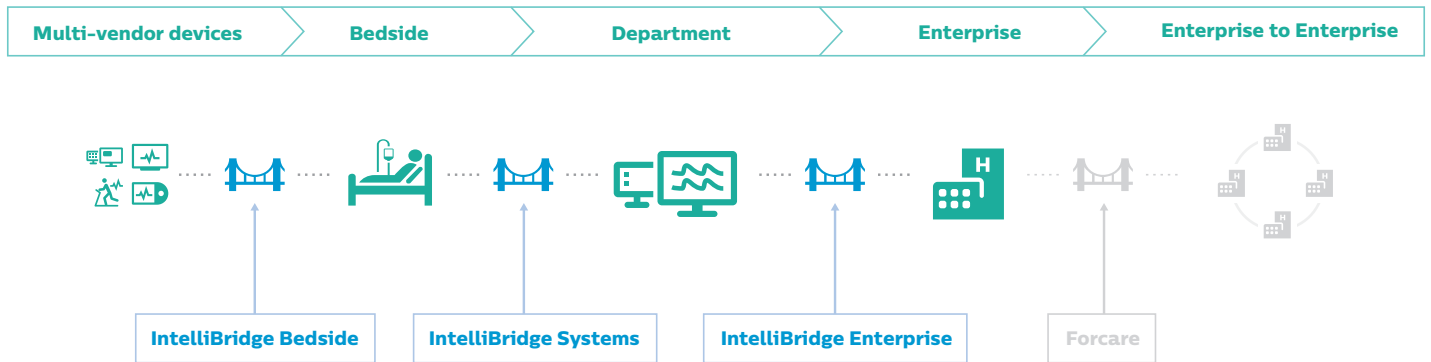 Multi-vendor devices
Bedside
Department
Enterprise
Enterprise to Enterprise
H
H
H
H
H
IntelliBridge Bedside
IntelliBridge Systems
IntelliBridge Enterprise
Forcare